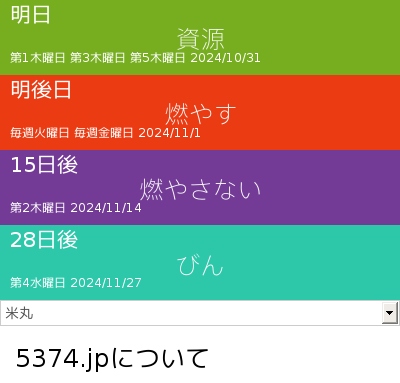 明日
資源
第1木曜日 第3木曜日 第5木曜日 2024/10/31
明後日
燃やす
毎週火曜日 毎週金曜日 2024/11/1
15日後
燃やさない
第2木曜日 2024/11/14
28日後
びん
第4水曜日 2024/11/27
米丸
5374.jpについて